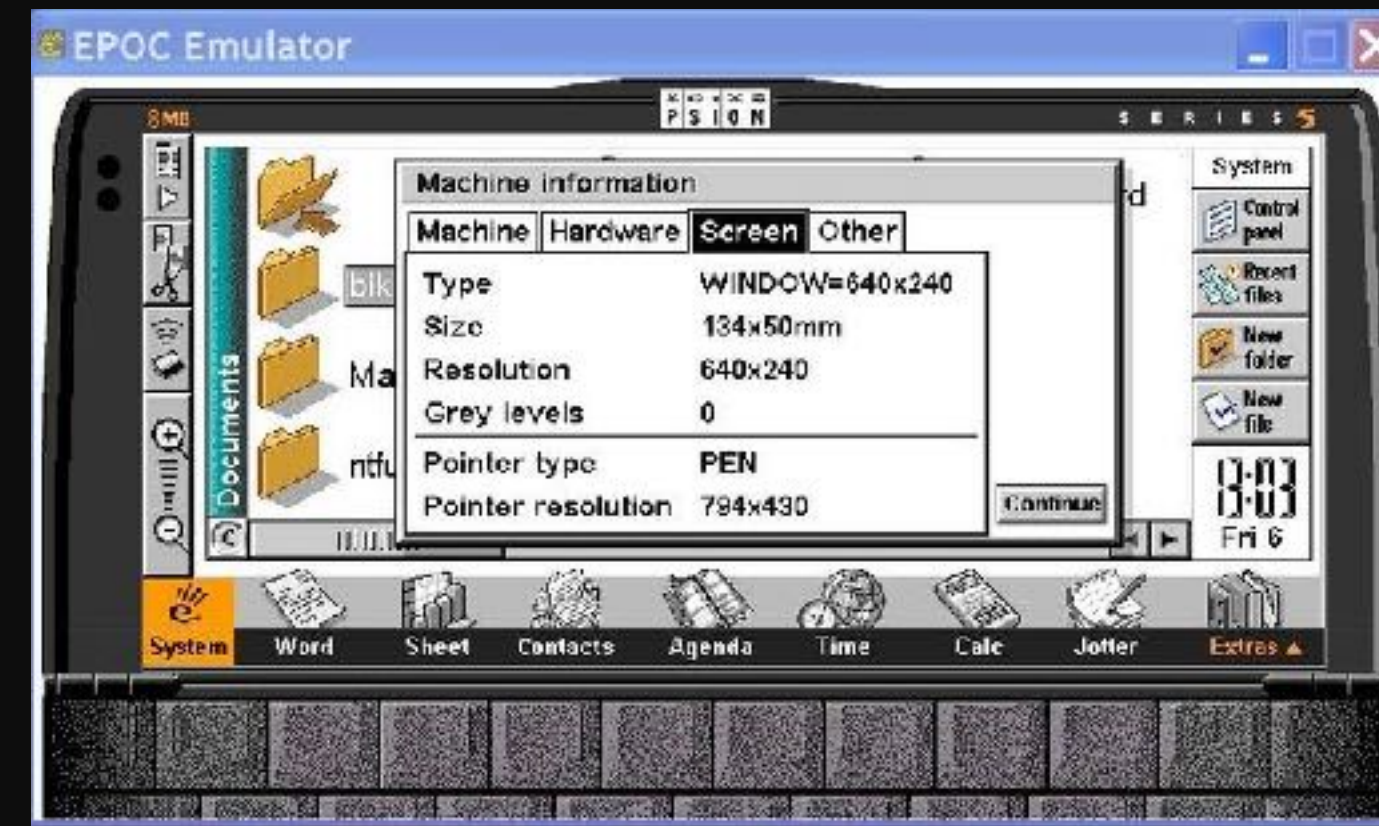 EPOC Emulator
8MB
PSION
SERIES 5
Machine information
Machine Hardware Screen Other
Type WINDOW=640x240
Size 134x50mm
Resolution 640x240
Grey levels 0
Pointer type PEN
Pointer resolution 794x430
Continue
Documents
bik
Ma
ntfu
rd
System
Control panel
Recent files
New folder
New file
13:03
Fri 6
System Word Sheet Contacts Agenda Time Calc Jotter Extras